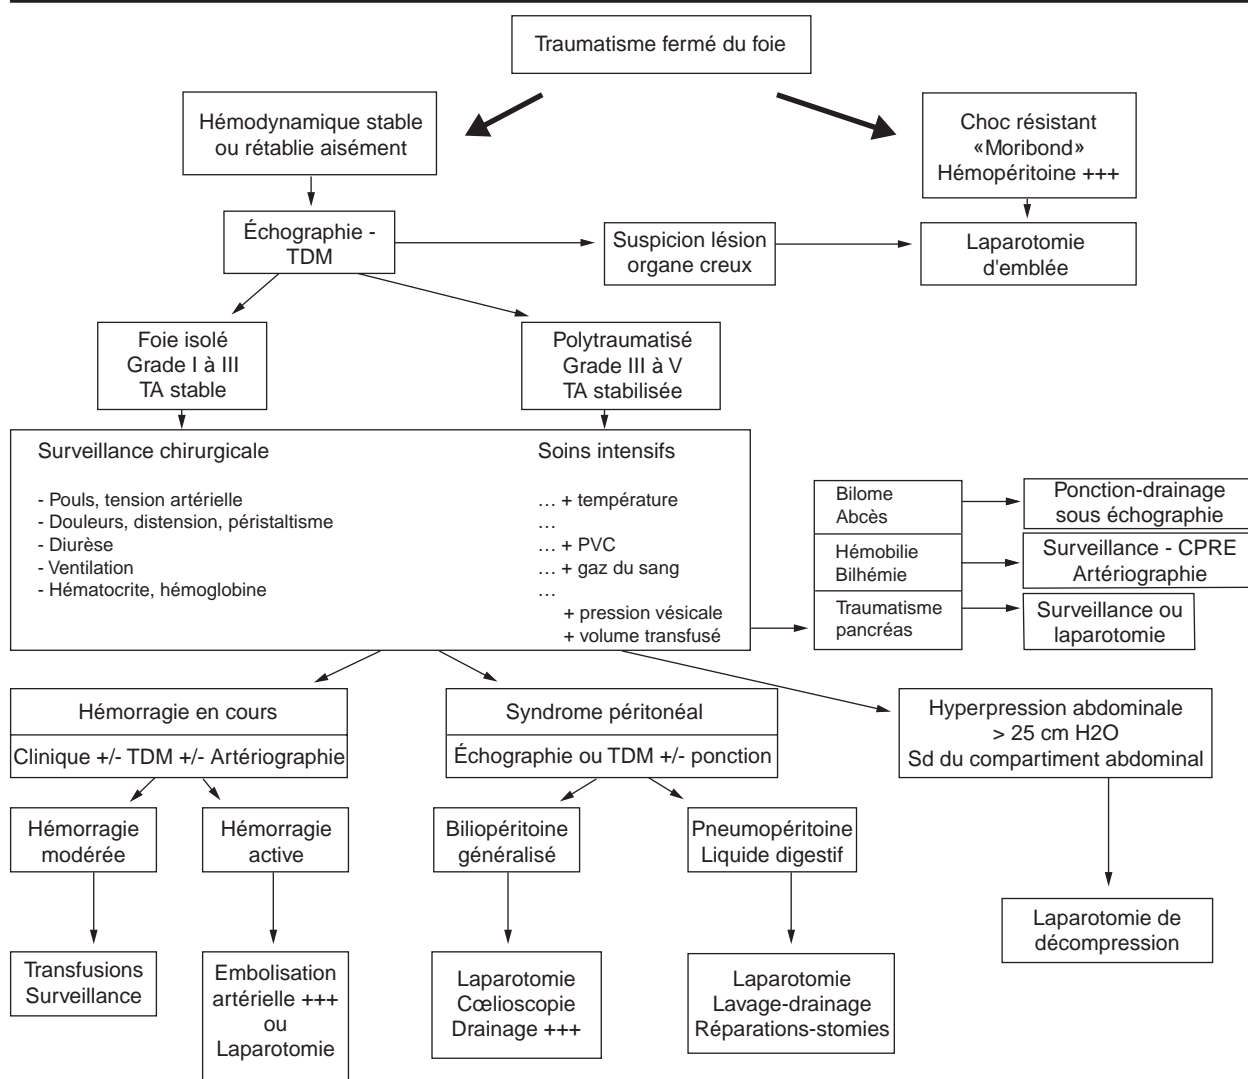 Traumatisme fermé du foie
Hémodynamique stable
ou rétablie aisément
Choc résistant
«Moribond»
Hémopéritoine +++
Échographie -
TDM
Suspicion lésion
organe creux
Laparotomie
d'emblée
Foie isolé
Grade I à III
TA stable
Polytraumatisé
Grade III à V
TA stabilisée
Surveillance chirurgicale
- Pouls, tension artérielle
- Douleurs, distension, péristaltisme
- Diurèse
- Ventilation
- Hématocrite, hémoglobine
Soins intensifs
... + température
...
... + PVC
... + gaz du sang
...
+ pression vésicale
+ volume transfusé
Bilome
Abcès
Ponction-drainage
sous échographie
Hémobilie
Bilhémie
Surveillance - CPRE
Artériographie
Traumatisme
pancréas
Surveillance ou
laparotomie
Hémorragie en cours
Clinique +/- TDM +/- Artériographie
Syndrome péritonéal
Échographie ou TDM +/- ponction
Hyperpression abdominale
> 25 cm H2O
Sd du compartiment abdominal
Hémorragie
modérée
Hémorragie
active
Biliopéritoine
généralisé
Pneumopéritoine
Liquide digestif
Laparotomie de
décompression
Transfusions
Surveillance
Embolisation
artérielle +++
ou
Laparotomie
Laparotomie
Cœlioscopie
Drainage +++
Laparotomie
Lavage-drainage
Réparations-stomies